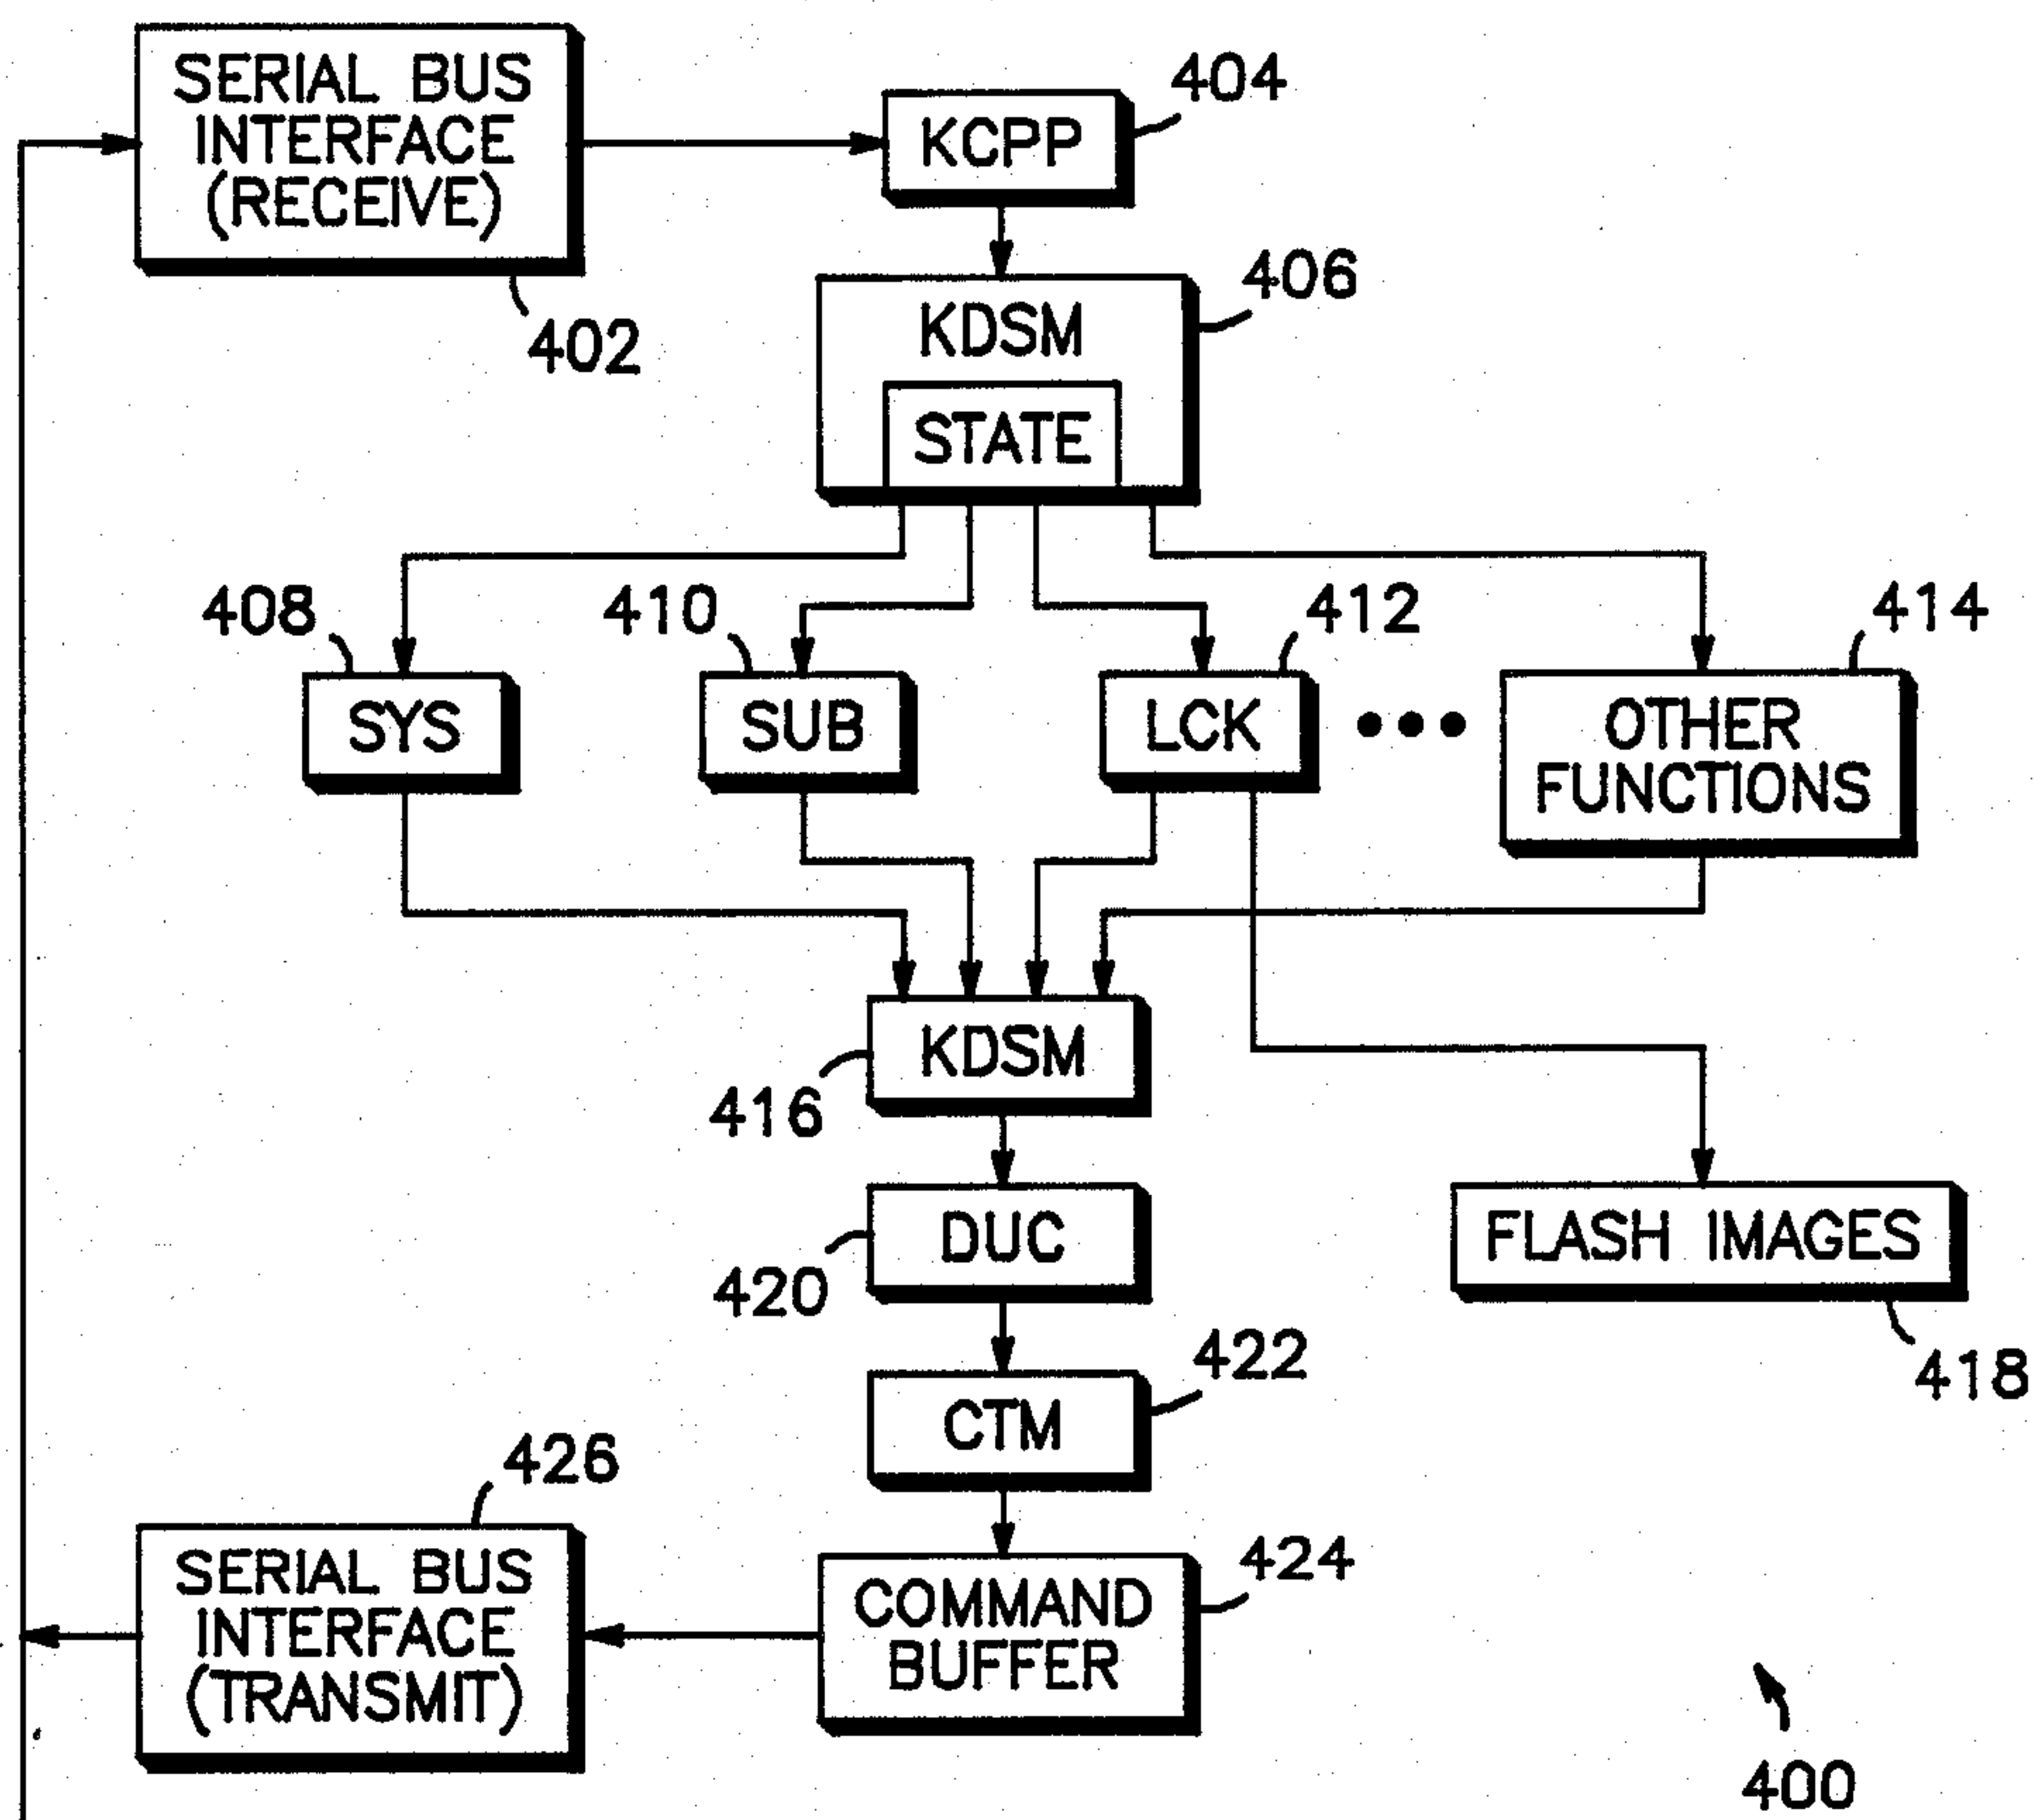 SERIAL BUS
INTERFACE
(RECEIVE)
402
KCPP
404
KDSM
406
STATE
408
SYS
410
SUB
412
LCK
414
OTHER
FUNCTIONS
KDSM
416
DUC
420
FLASH IMAGES
418
CTM
422
COMMAND
BUFFER
424
426
SERIAL BUS
INTERFACE
(TRANSMIT)
400